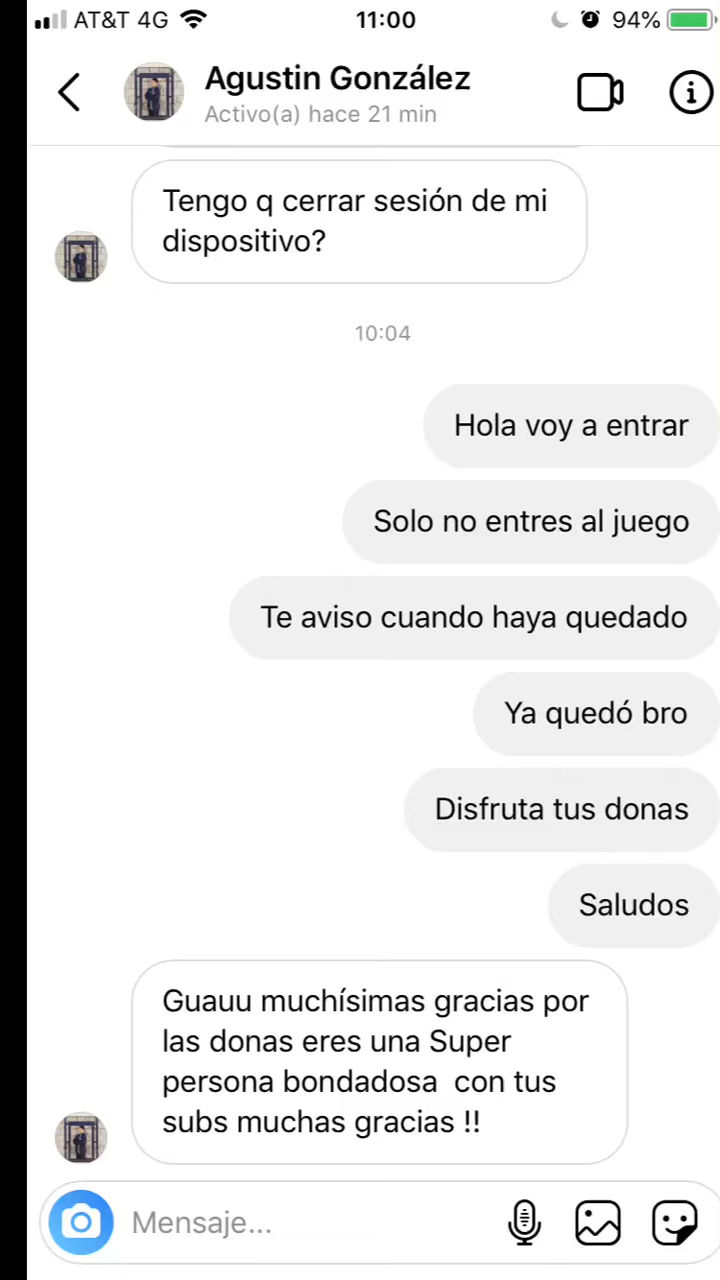 AT&T 4G 11:00 94%
Agustin González
Activo(a) hace 21 min
Tengo q cerrar sesión de mi
dispositivo?
10:04
Hola voy a entrar
Solo no entres al juego
Te aviso cuando haya quedado
Ya quedó bro
Disfruta tus donas
Saludos
Guauu muchísimas gracias por
las donas eres una Super
persona bondadosa  con tus
subs muchas gracias !!
Mensaje...